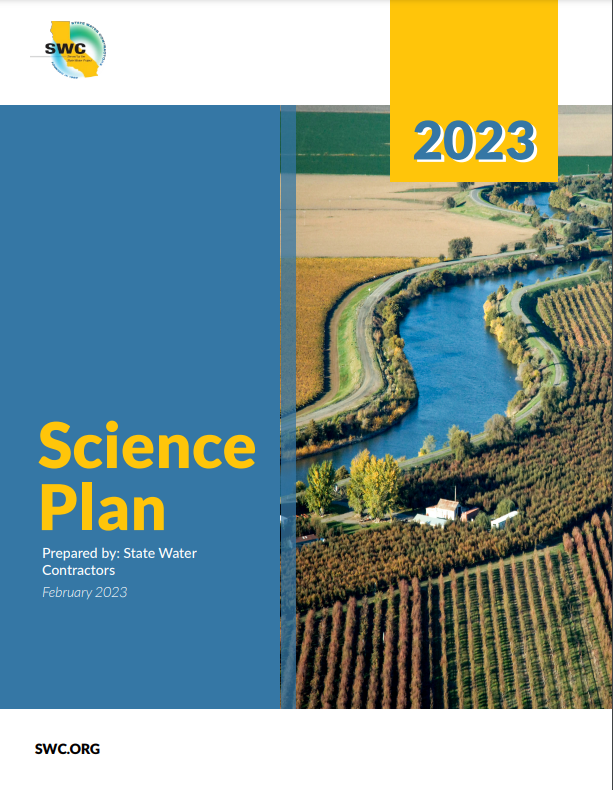 SWC
2023
Science
Plan
Prepared by: State Water
Contractors
February 2023
SWC.ORG